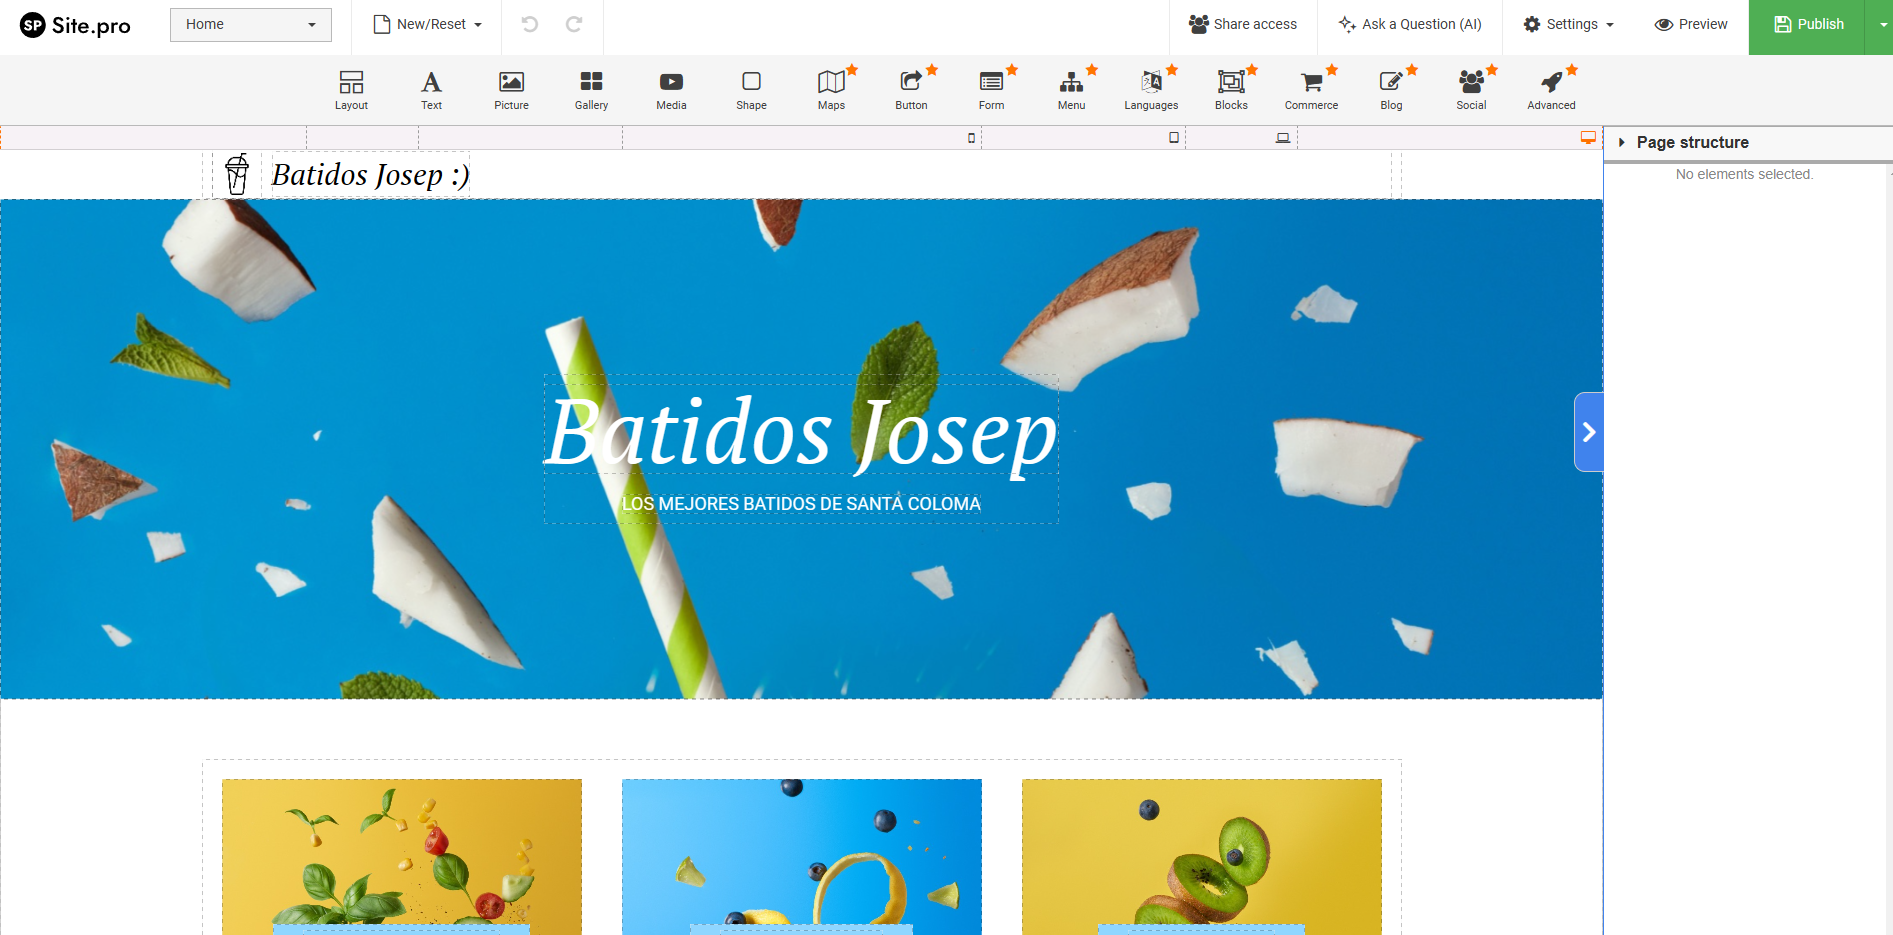 SP Site.pro
Home
New/Reset
Share access
Ask a Question (AI)
Settings
Preview
Publish
Layout
Text
Picture
Gallery
Media
Shape
Maps
Button
Form
Menu
Languages
Blocks
Commerce
Blog
Social
Advanced
Page structure
No elements selected.
Batidos Josep :)
Batidos Josep
LOS MEJORES BATIDOS DE SANTA COLOMA